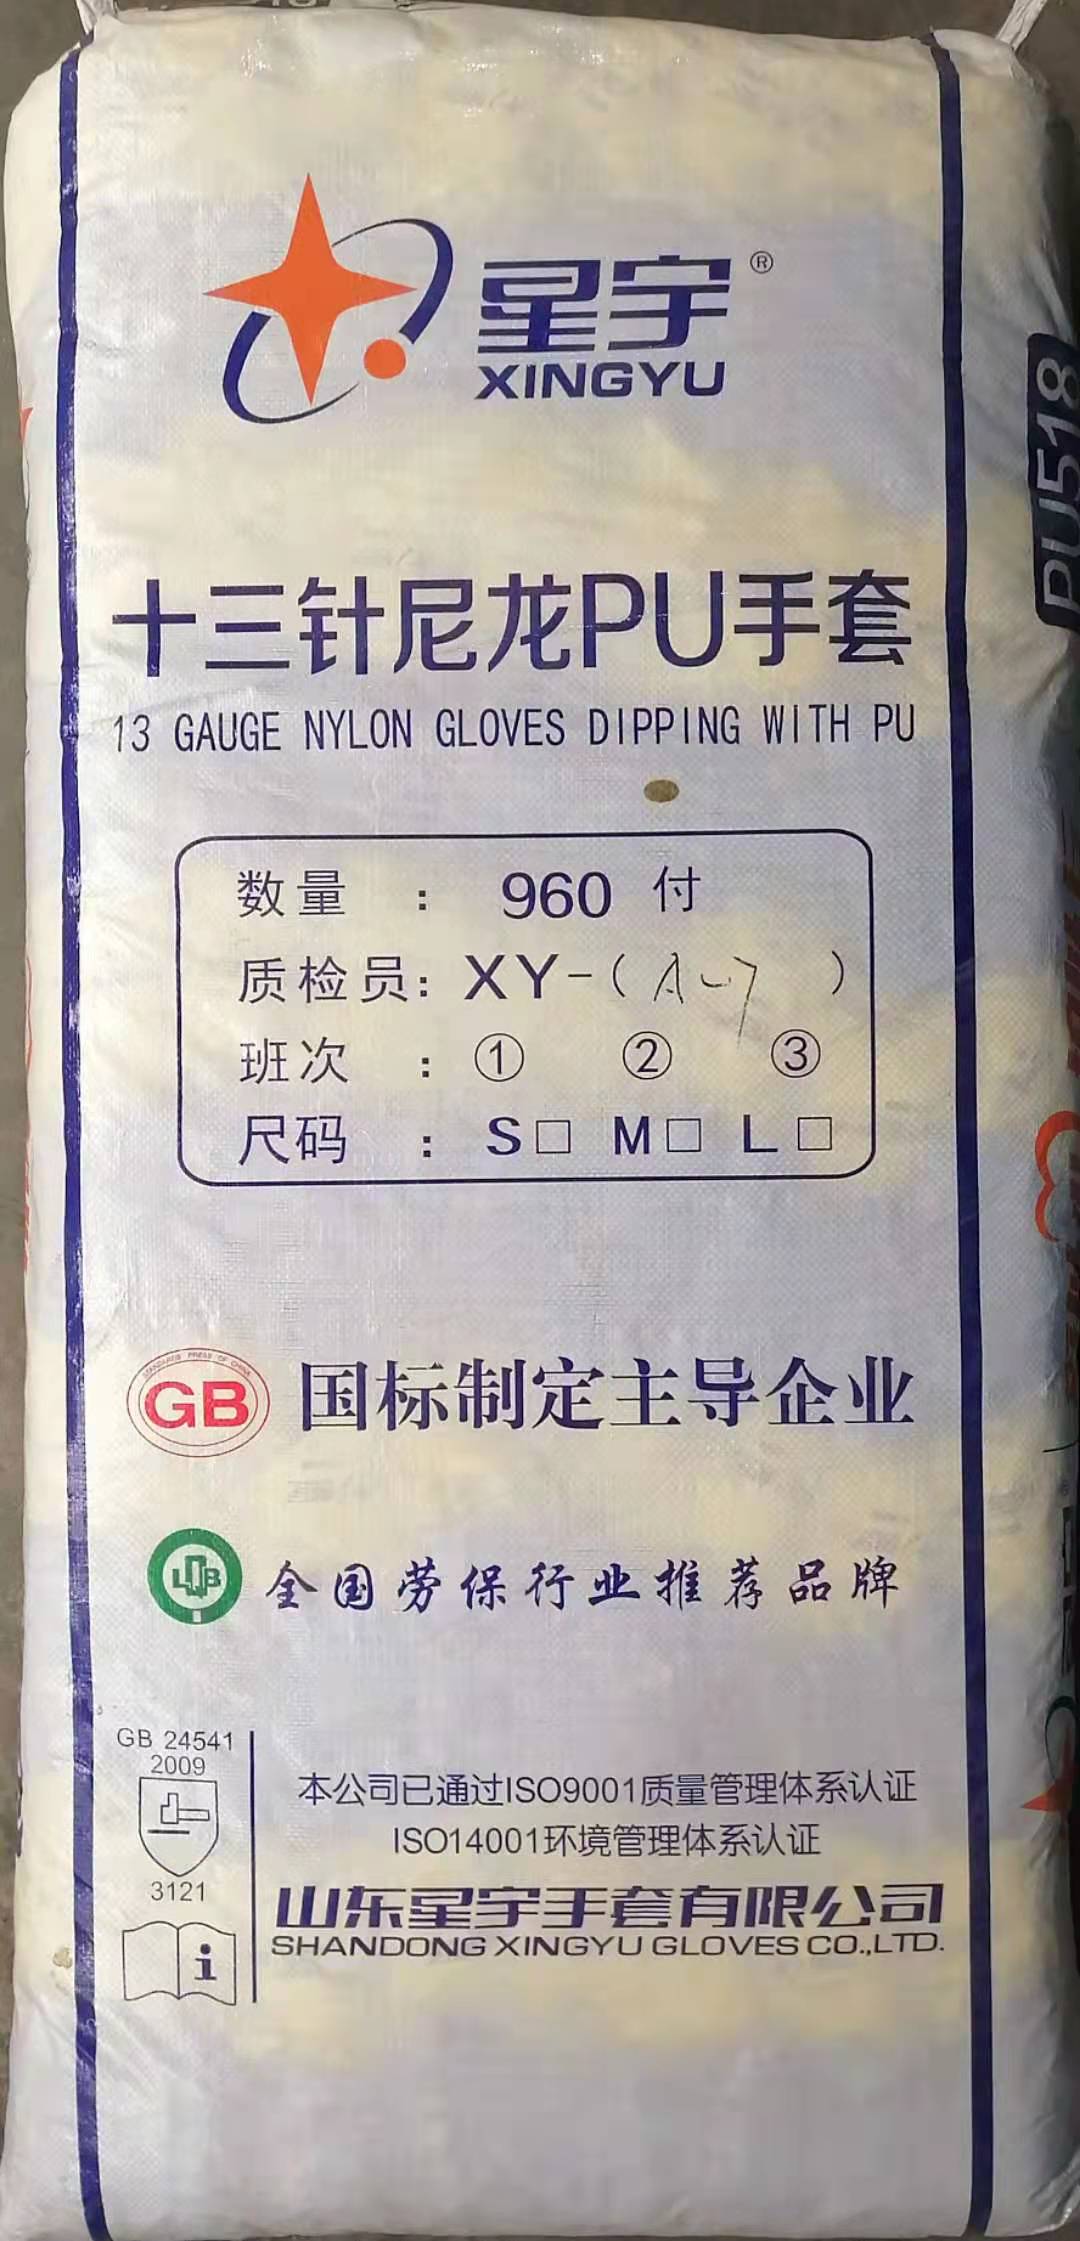 星宇®
XINGYU
PU518
十三针尼龙PU手套
13 GAUGE NYLON GLOVES DIPPING WITH PU
数量 : 960 付
质检员: XY-( )
班次 : ① ② ③
尺码 : S□ M□ L□
STANDARDS PRESS OF CHINA
GB 国标制定主导企业
LDB 全国劳保行业推荐品牌
GB 24541
2009
3121
i
本公司已通过ISO9001质量管理体系认证
ISO14001环境管理体系认证
山东星宇手套有限公司
SHANDONG XINGYU GLOVES CO.,LTD.